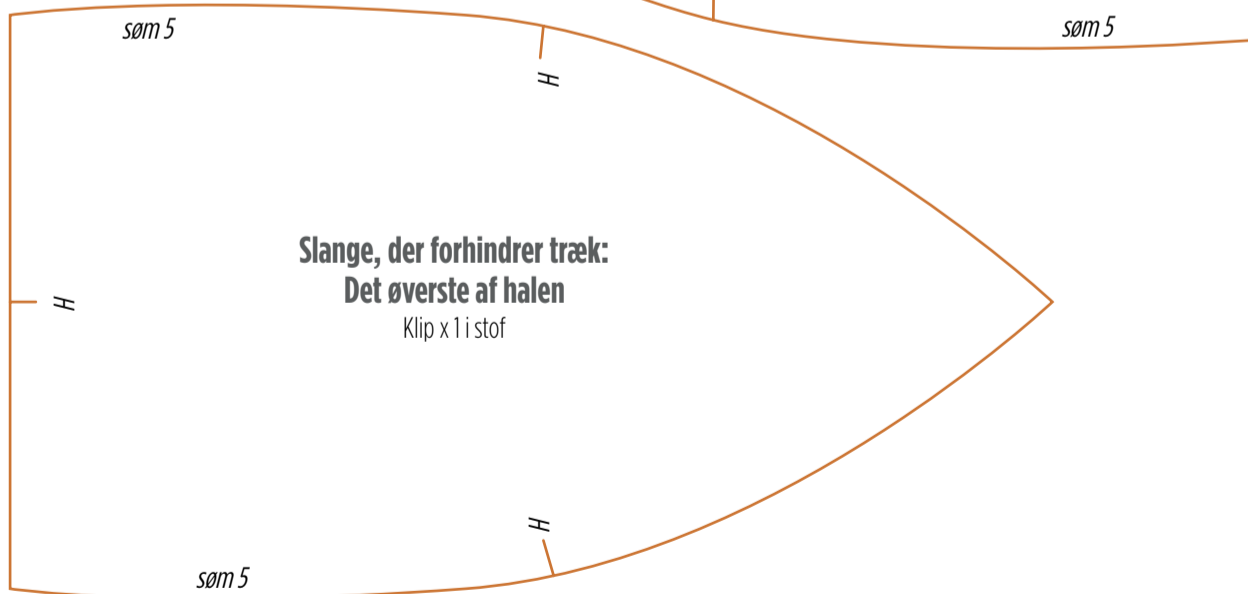 søm 5
søm 5
H
Slange, der forhindrer træk:
Det øverste af halen
Klip x 1 i stof
H
H
søm 5